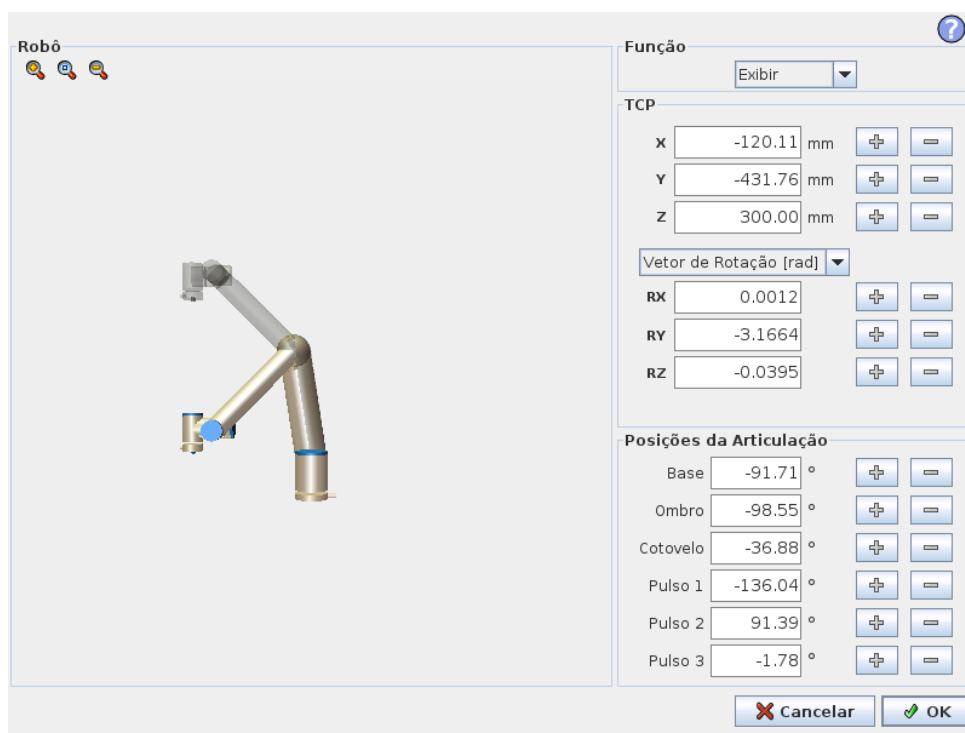 Robô
Função
Exibir
TCP
X -120.11 mm
Y -431.76 mm
Z 300.00 mm
Vetor de Rotação [rad]
RX 0.0012
RY -3.1664
RZ -0.0395
Posições da Articulação
Base -91.71 °
Ombro -98.55 °
Cotovelo -36.88 °
Pulso 1 -136.04 °
Pulso 2 91.39 °
Pulso 3 -1.78 °
Cancelar OK